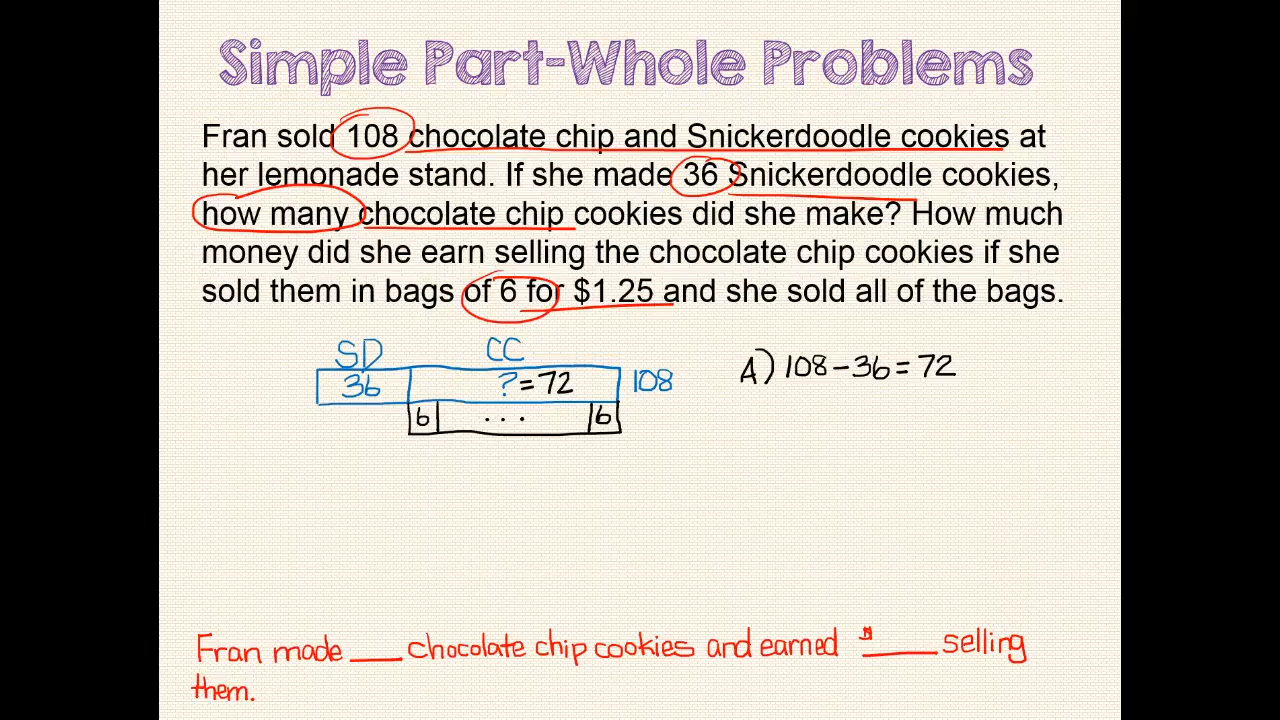 Simple Part-Whole Problems
Fran sold 108 chocolate chip and Snickerdoodle cookies at
her lemonade stand. If she made 36 Snickerdoodle cookies,
how many chocolate chip cookies did she make? How much
money did she earn selling the chocolate chip cookies if she
sold them in bags of 6 for $1.25 and she sold all of the bags.
SD CC
36 ? = 72 108
6 ... 6
A) 108 - 36 = 72
Fran made ___ chocolate chip cookies and earned $____ selling
them.